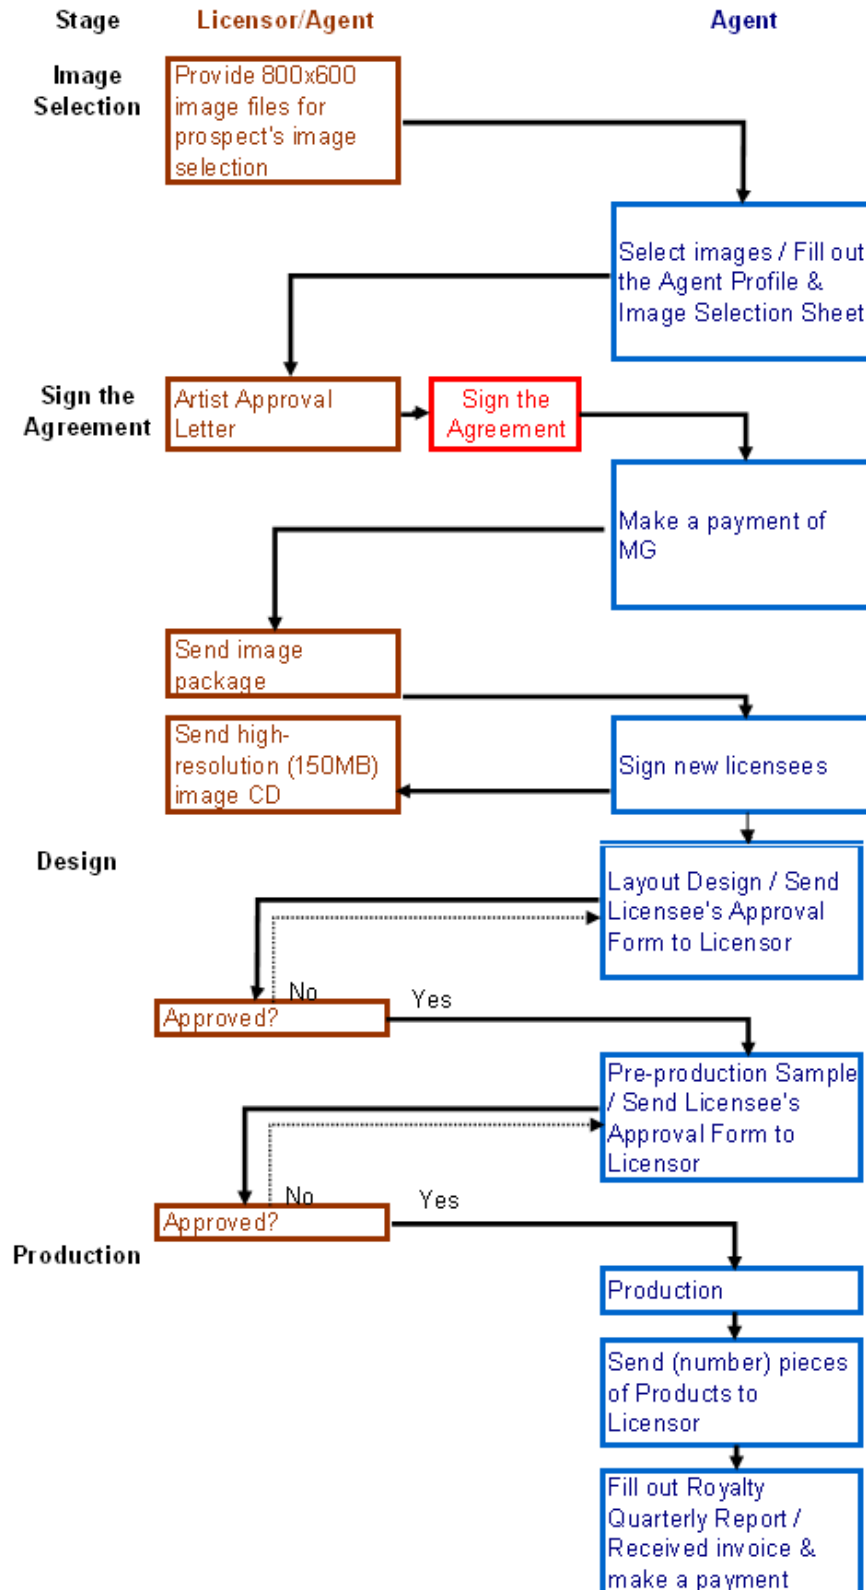 Stage
Licensor/Agent
Agent
Image
Selection
Provide 800x600
image files for
prospect's image
selection
Select images / Fill out
the Agent Profile &
Image Selection Sheet
Sign the
Agreement
Artist Approval
Letter
Sign the
Agreement
Make a payment of
MG
Send image
package
Send high-
resolution (150MB)
image CD
Sign new licensees
Design
Layout Design / Send
Licensee's Approval
Form to Licensor
No
Yes
Approved?
Pre-production Sample
/ Send Licensee's
Approval Form to
Licensor
No
Yes
Approved?
Production
Production
Send (number) pieces
of Products to
Licensor
Fill out Royalty
Quarterly Report /
Received invoice &
make a payment